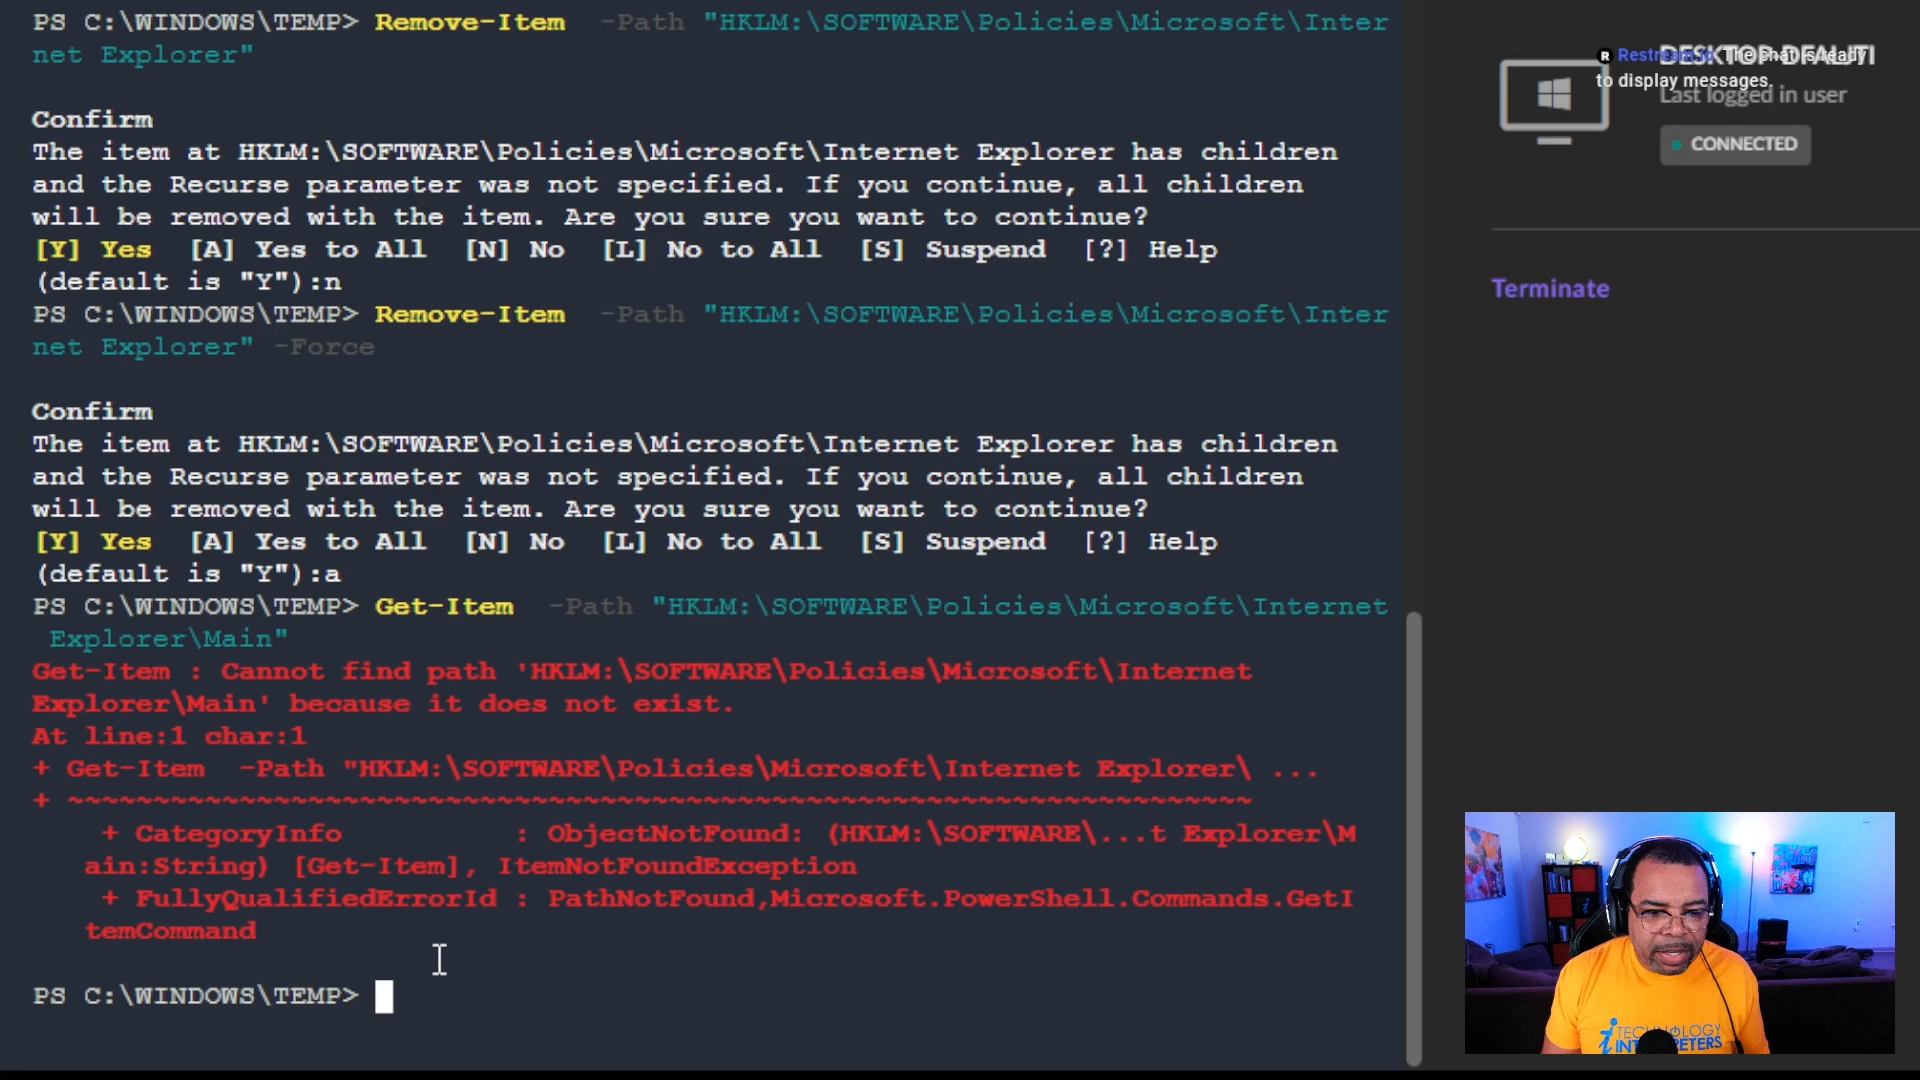 PS C:\WINDOWS\TEMP> Remove-Item  -Path "HKLM:\SOFTWARE\Policies\Microsoft\Inter
net Explorer"
Confirm
The item at HKLM:\SOFTWARE\Policies\Microsoft\Internet Explorer has children
and the Recurse parameter was not specified. If you continue, all children
will be removed with the item. Are you sure you want to continue?
[Y] Yes  [A] Yes to All  [N] No  [L] No to All  [S] Suspend  [?] Help
(default is "Y"):n
PS C:\WINDOWS\TEMP> Remove-Item  -Path "HKLM:\SOFTWARE\Policies\Microsoft\Inter
net Explorer" -Force
Confirm
The item at HKLM:\SOFTWARE\Policies\Microsoft\Internet Explorer has children
and the Recurse parameter was not specified. If you continue, all children
will be removed with the item. Are you sure you want to continue?
[Y] Yes  [A] Yes to All  [N] No  [L] No to All  [S] Suspend  [?] Help
(default is "Y"):a
PS C:\WINDOWS\TEMP> Get-Item  -Path "HKLM:\SOFTWARE\Policies\Microsoft\Internet
 Explorer\Main"
Get-Item : Cannot find path 'HKLM:\SOFTWARE\Policies\Microsoft\Internet
Explorer\Main' because it does not exist.
At line:1 char:1
+ Get-Item  -Path "HKLM:\SOFTWARE\Policies\Microsoft\Internet Explorer\ ...
+ ~~~~~~~~~~~~~~~~~~~~~~~~~~~~~~~~~~~~~~~~~~~~~~~~~~~~~~~~~~~~~~~~~~~~~
    + CategoryInfo          : ObjectNotFound: (HKLM:\SOFTWARE\...t Explorer\M
   ain:String) [Get-Item], ItemNotFoundException
    + FullyQualifiedErrorId : PathNotFound,Microsoft.PowerShell.Commands.GetI
   temCommand
PS C:\WINDOWS\TEMP>
The chat is ready
to display messages.
Last logged in user
CONNECTED
Terminate
TECHNOLOGY
INTERPRETERS